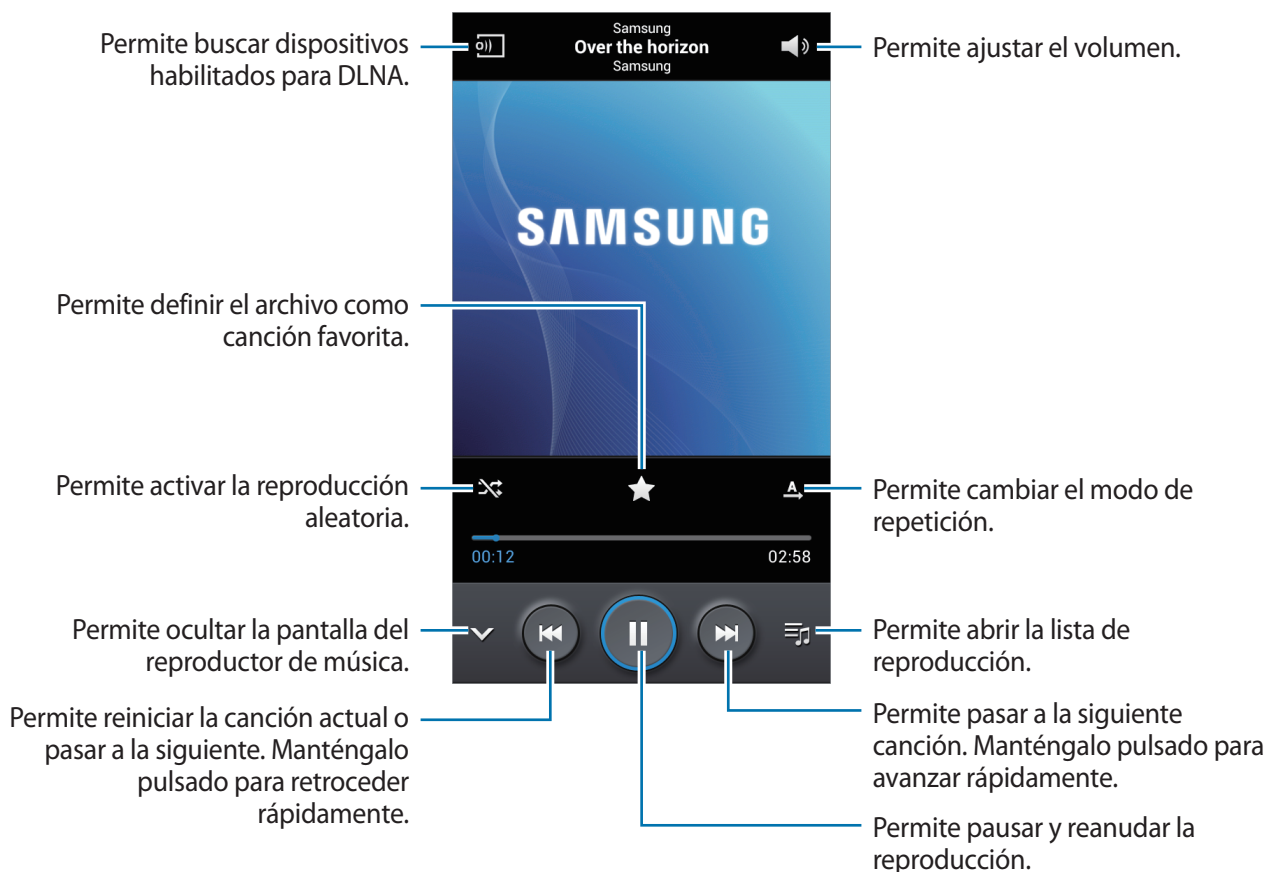 Permite buscar dispositivos
habilitados para DLNA.
Samsung
Over the horizon
Samsung
Permite ajustar el volumen.
SAMSUNG
Permite definir el archivo como
canción favorita.
Permite activar la reproducción
aleatoria.
A
Permite cambiar el modo de
repetición.
00:12
02:58
Permite ocultar la pantalla del
reproductor de música.
Permite abrir la lista de
reproducción.
Permite reiniciar la canción actual o
pasar a la siguiente. Manténgalo
pulsado para retroceder
rápidamente.
Permite pasar a la siguiente
canción. Manténgalo pulsado para
avanzar rápidamente.
Permite pausar y reanudar la
reproducción.